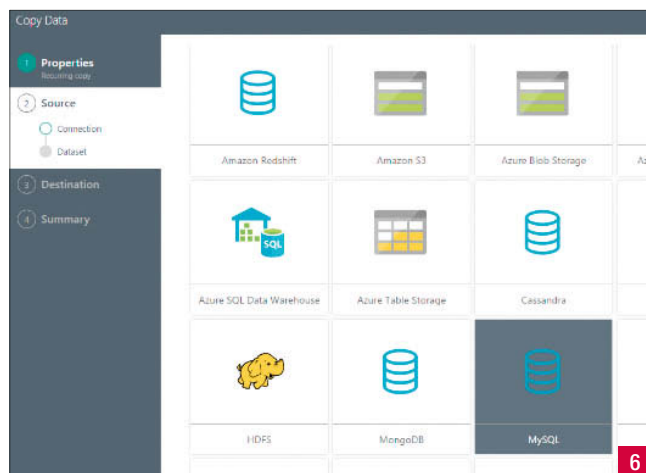 Copy Data
1 Properties
Recurring copy
2 Source
Connection
Dataset
3 Destination
4 Summary
Amazon Redshift
Amazon S3
Azure Blob Storage
SQL
Azure SQL Data Warehouse
Azure Table Storage
Cassandra
HDFS
MongoDB
MySQL
6